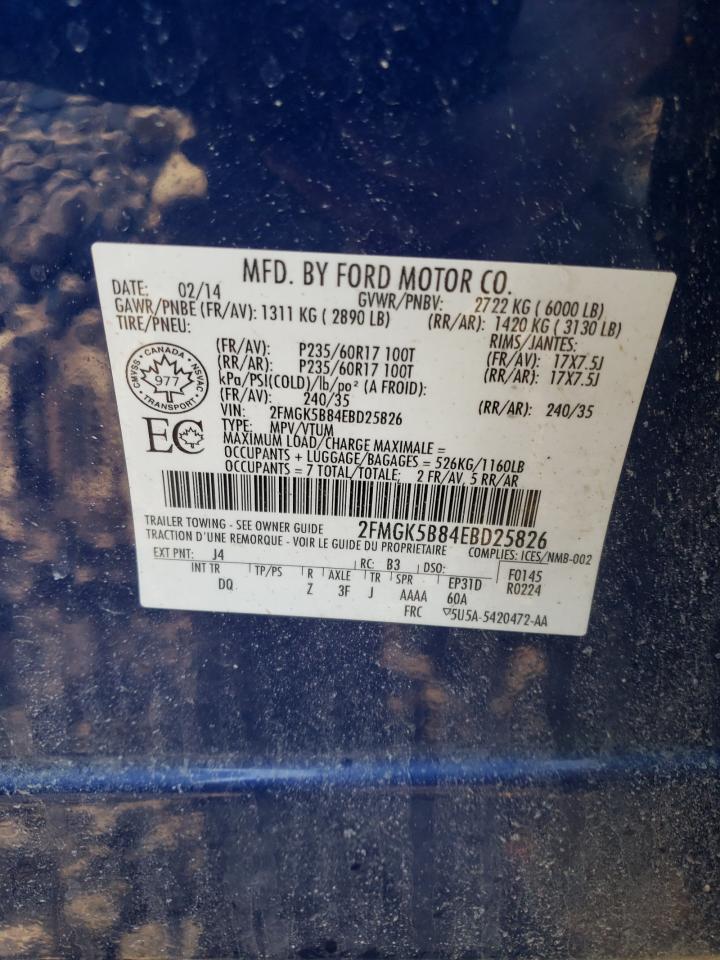 MFD. BY FORD MOTOR CO.
DATE: 02/14 GVWR/PNBV: 2722 KG ( 6000 LB)
GAWR/PNBE (FR/AV): 1311 KG ( 2890 LB) (RR/AR): 1420 KG ( 3130 LB)
TIRE/PNEU: RIMS/JANTES:
(FR/AV): P235/60R17 100T (FR/AV): 17X7.5J
(RR/AR): P235/60R17 100T (RR/AR): 17X7.5J
kPa/PSI(COLD)/lb/po² (A FROID):
(FR/AV): 240/35 (RR/AR): 240/35
VIN: 2FMGK5B84EBD25826
TYPE: MPV/VTUM
MAXIMUM LOAD/CHARGE MAXIMALE =
OCCUPANTS + LUGGAGE/BAGAGES = 526KG/1160LB
OCCUPANTS = 7 TOTAL/TOTALE; 2 FR/AV, 5 RR/AR
CANADA
CMVSS NSVAC
977
TRANSPORT
EC
2FMGK5B84EBD25826
TRAILER TOWING - SEE OWNER GUIDE
TRACTION D'UNE REMORQUE - VOIR LE GUIDE DU PROPRIETAIRE COMPLIES: ICES/NMB-002
EXT PNT: J4 RC: B3 DSO: F0145
INT TR TP/PS R AXLE TR SPR EP31D R0224
DQ Z 3F J AAAA 60A
FRC ▽5U5A-5420472-AA